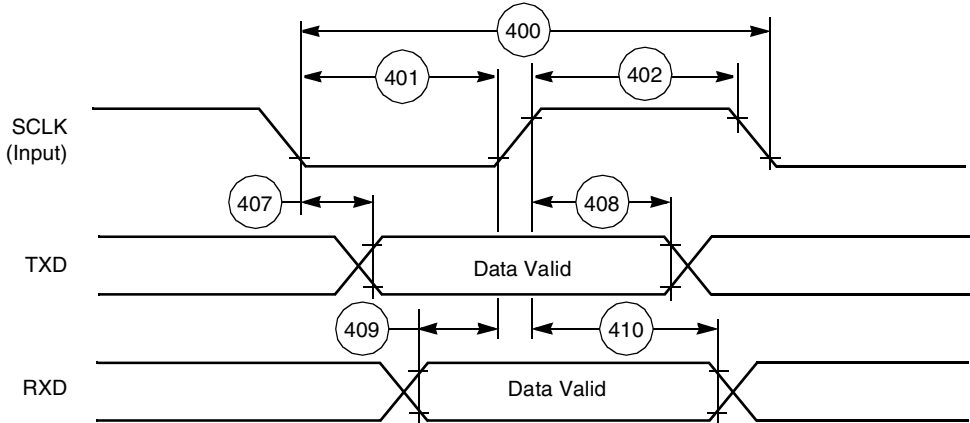 400
401
402
SCLK
(Input)
407
408
TXD
Data Valid
409
410
RXD
Data Valid